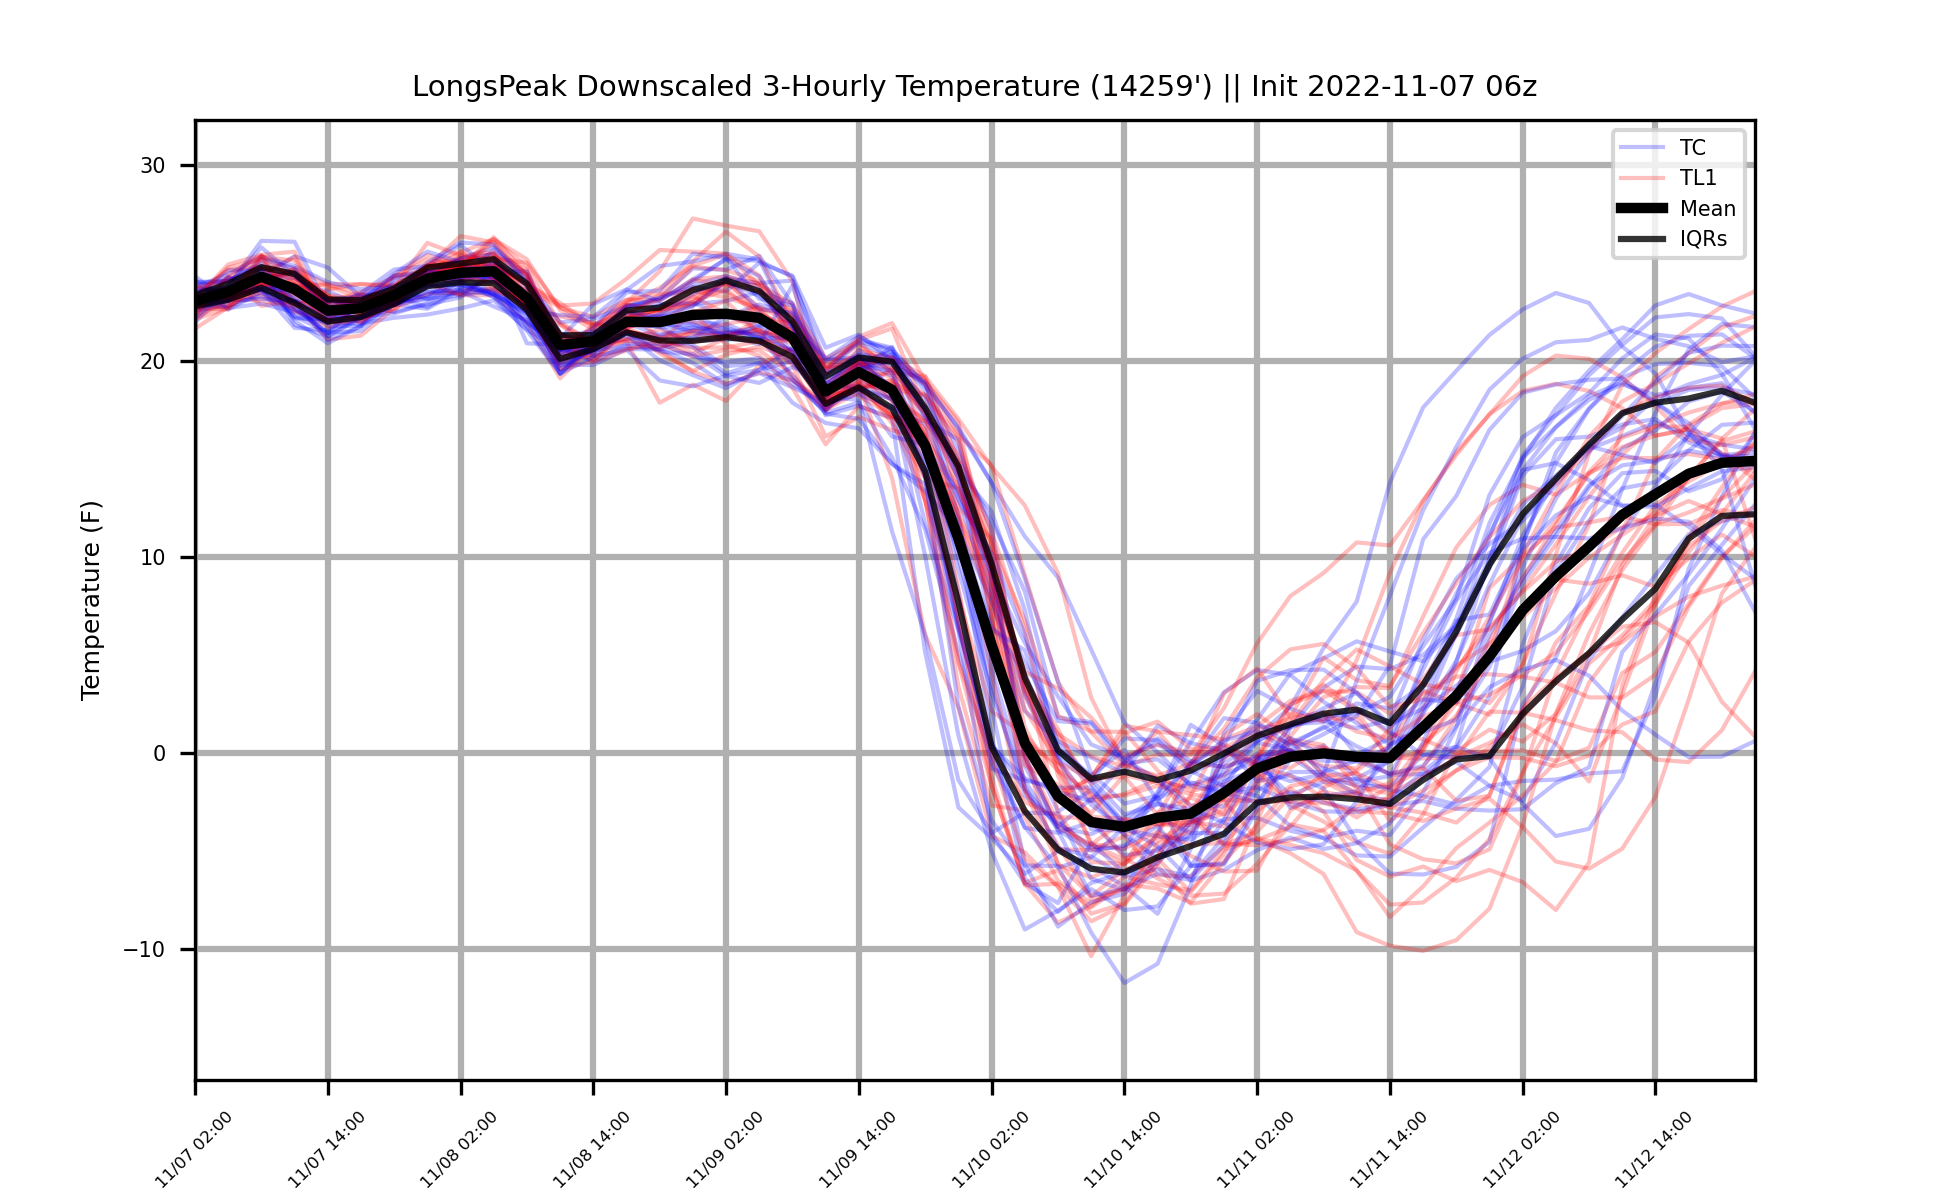 LongsPeak Downscaled 3-Hourly Temperature (14259') || Init 2022-11-07 06z
TC
TL1
Mean
IQRs
Temperature (F)
30
20
10
0
−10
11/07 02:00
11/07 14:00
11/08 02:00
11/08 14:00
11/09 02:00
11/09 14:00
11/10 02:00
11/10 14:00
11/11 02:00
11/11 14:00
11/12 02:00
11/12 14:00